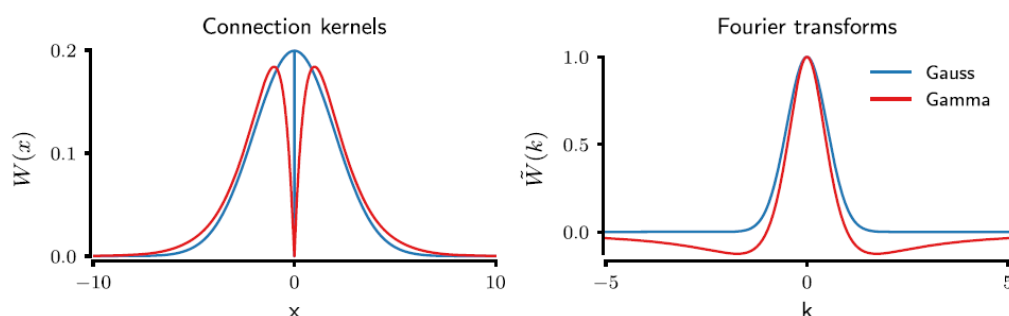 Connection kernels
W(x)
0.2
0.1
0.0
−10
0
10
x
Fourier transforms
W̃(k)
1.0
0.5
0.0
−5
0
5
k
Gauss
Gamma